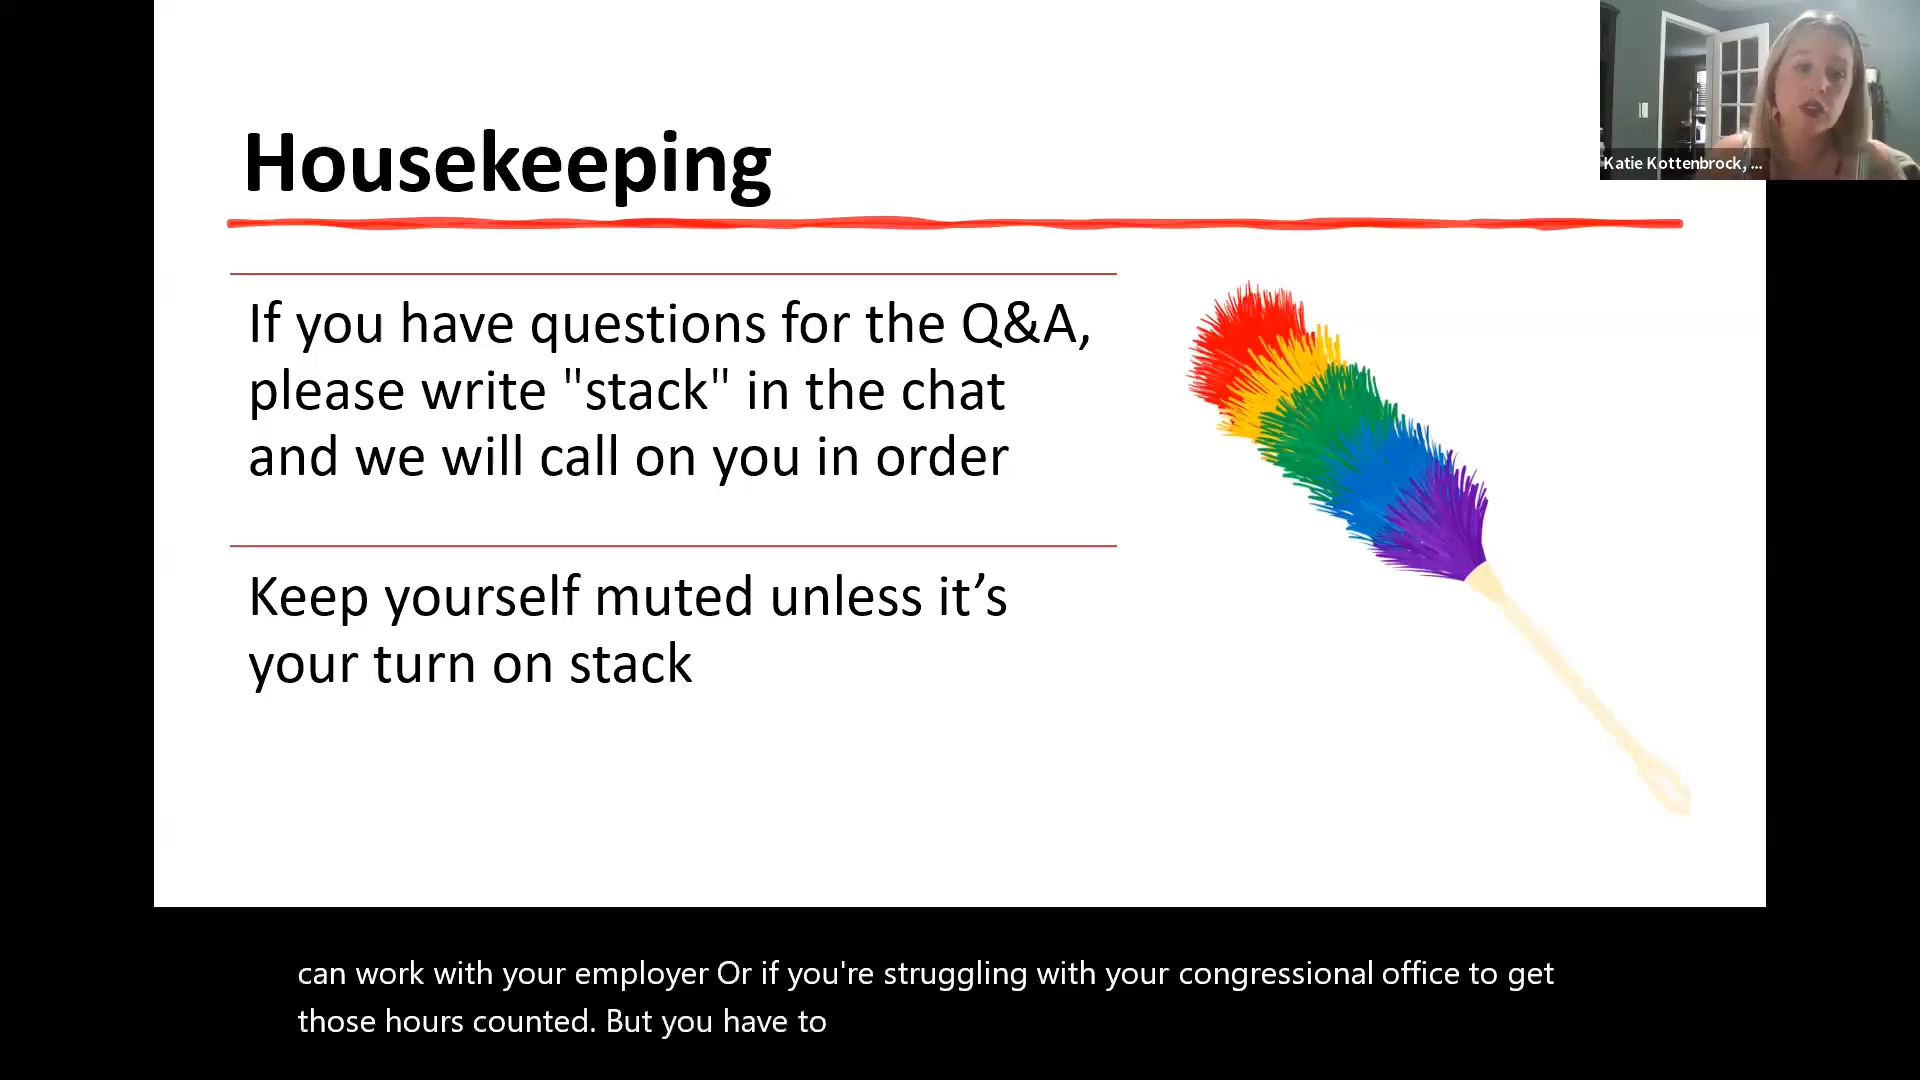 Housekeeping
Katie Kottenbrock, ...
If you have questions for the Q&A,
please write "stack" in the chat
and we will call on you in order
Keep yourself muted unless it’s
your turn on stack
can work with your employer Or if you're struggling with your congressional office to get
those hours counted. But you have to